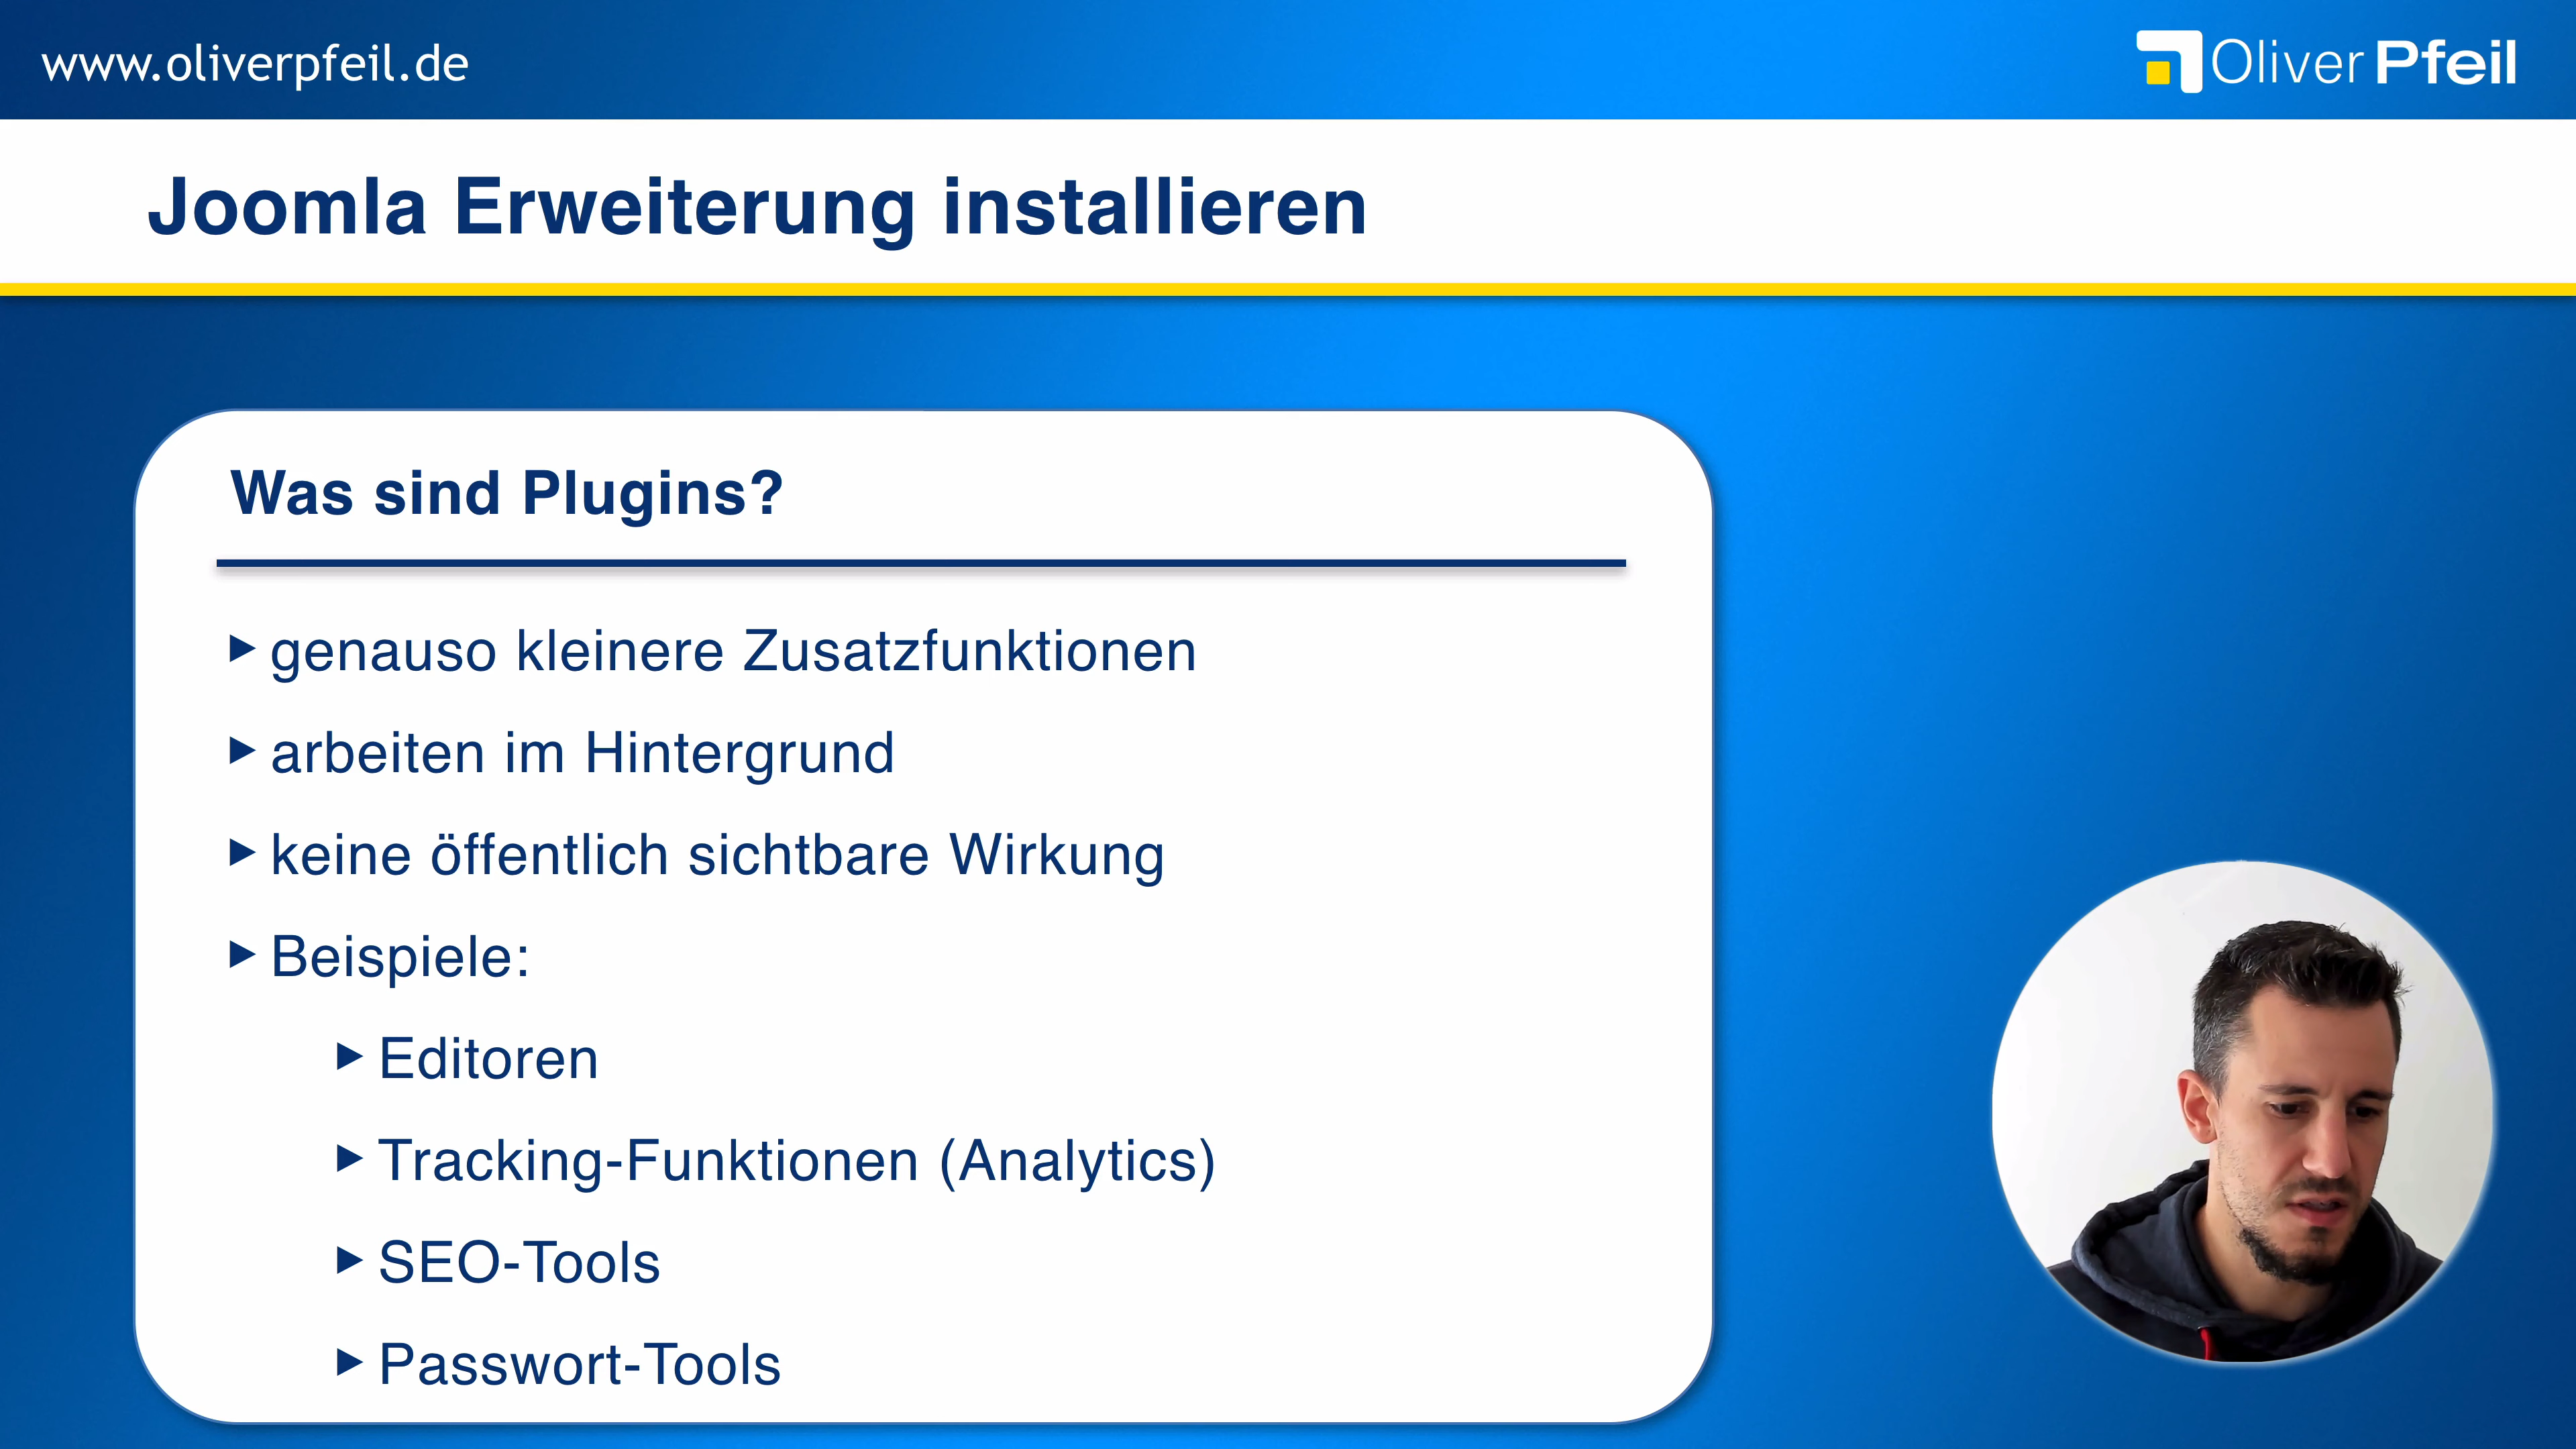 www.oliverpfeil.de
Oliver Pfeil
Joomla Erweiterung installieren
Was sind Plugins?
▶ genauso kleinere Zusatzfunktionen
▶ arbeiten im Hintergrund
▶ keine öffentlich sichtbare Wirkung
▶ Beispiele:
▶ Editoren
▶ Tracking-Funktionen (Analytics)
▶ SEO-Tools
▶ Passwort-Tools